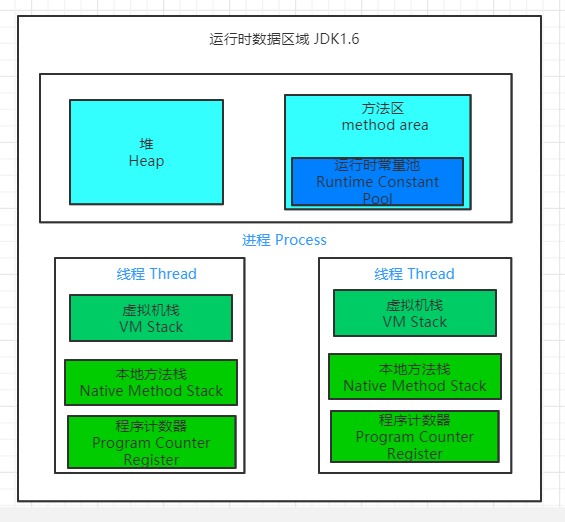 运行时数据区域 JDK1.6
堆
Heap
方法区
method area
运行时常量池
Runtime Constant
Pool
进程 Process
线程 Thread
虚拟机栈
VM Stack
本地方法栈
Native Method Stack
程序计数器
Program Counter
Register
线程 Thread
虚拟机栈
VM Stack
本地方法栈
Native Method Stack
程序计数器
Program Counter
Register